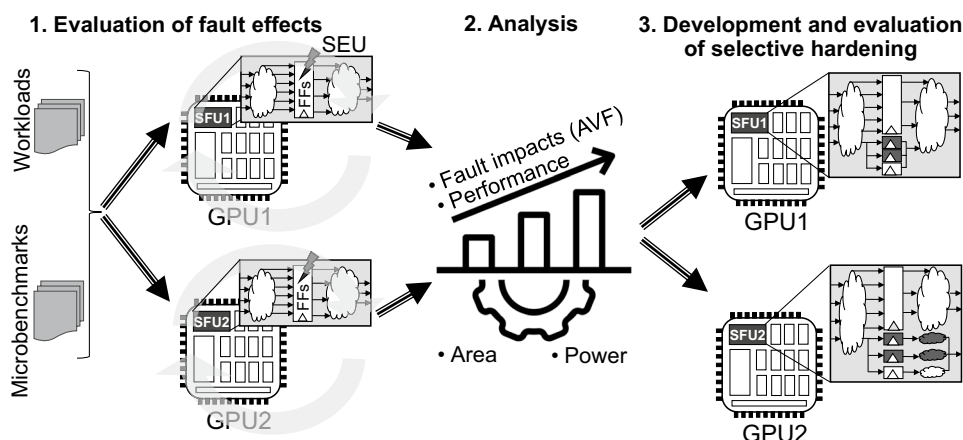 1. Evaluation of fault effects
Workloads
Microbenchmarks
SEU
FFs
SFU1
GPU1
FFs
SFU2
GPU2
2. Analysis
• Fault impacts (AVF)
• Performance
• Area
• Power
3. Development and evaluation
of selective hardening
SFU1
GPU1
SFU2
GPU2